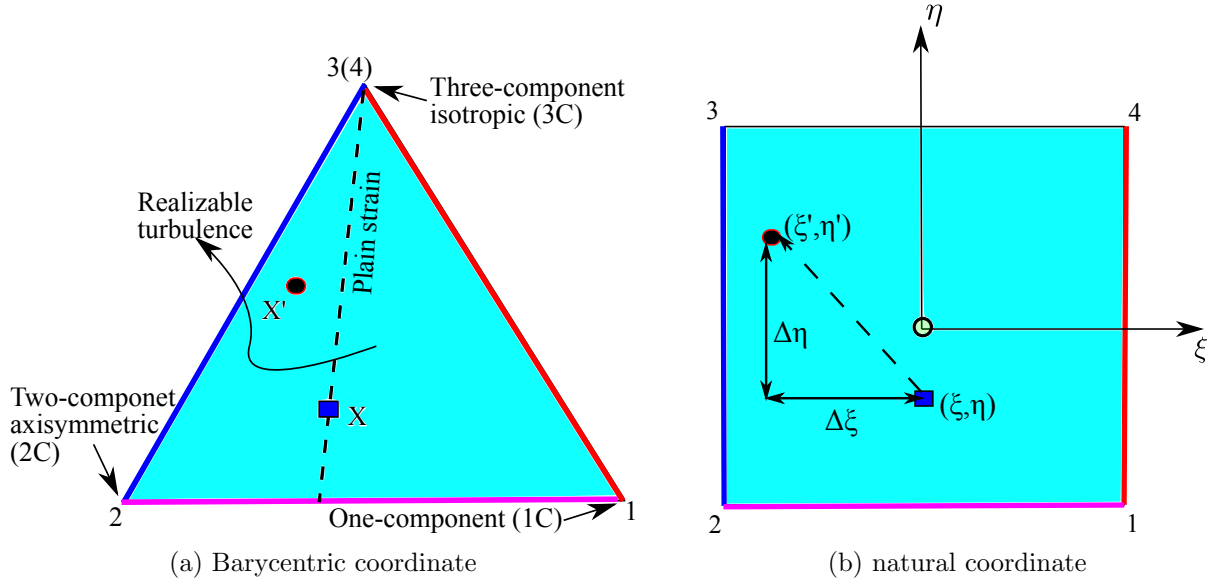 3(4)
Three-component
isotropic (3C)
Realizable
turbulence
Plain strain
X'
X
Two-componet
axisymmetric
(2C)
2
One-component (1C)
1
(a) Barycentric coordinate
η
3
4
(ξ',η')
Δη
ξ
(ξ,η)
Δξ
2
1
(b) natural coordinate